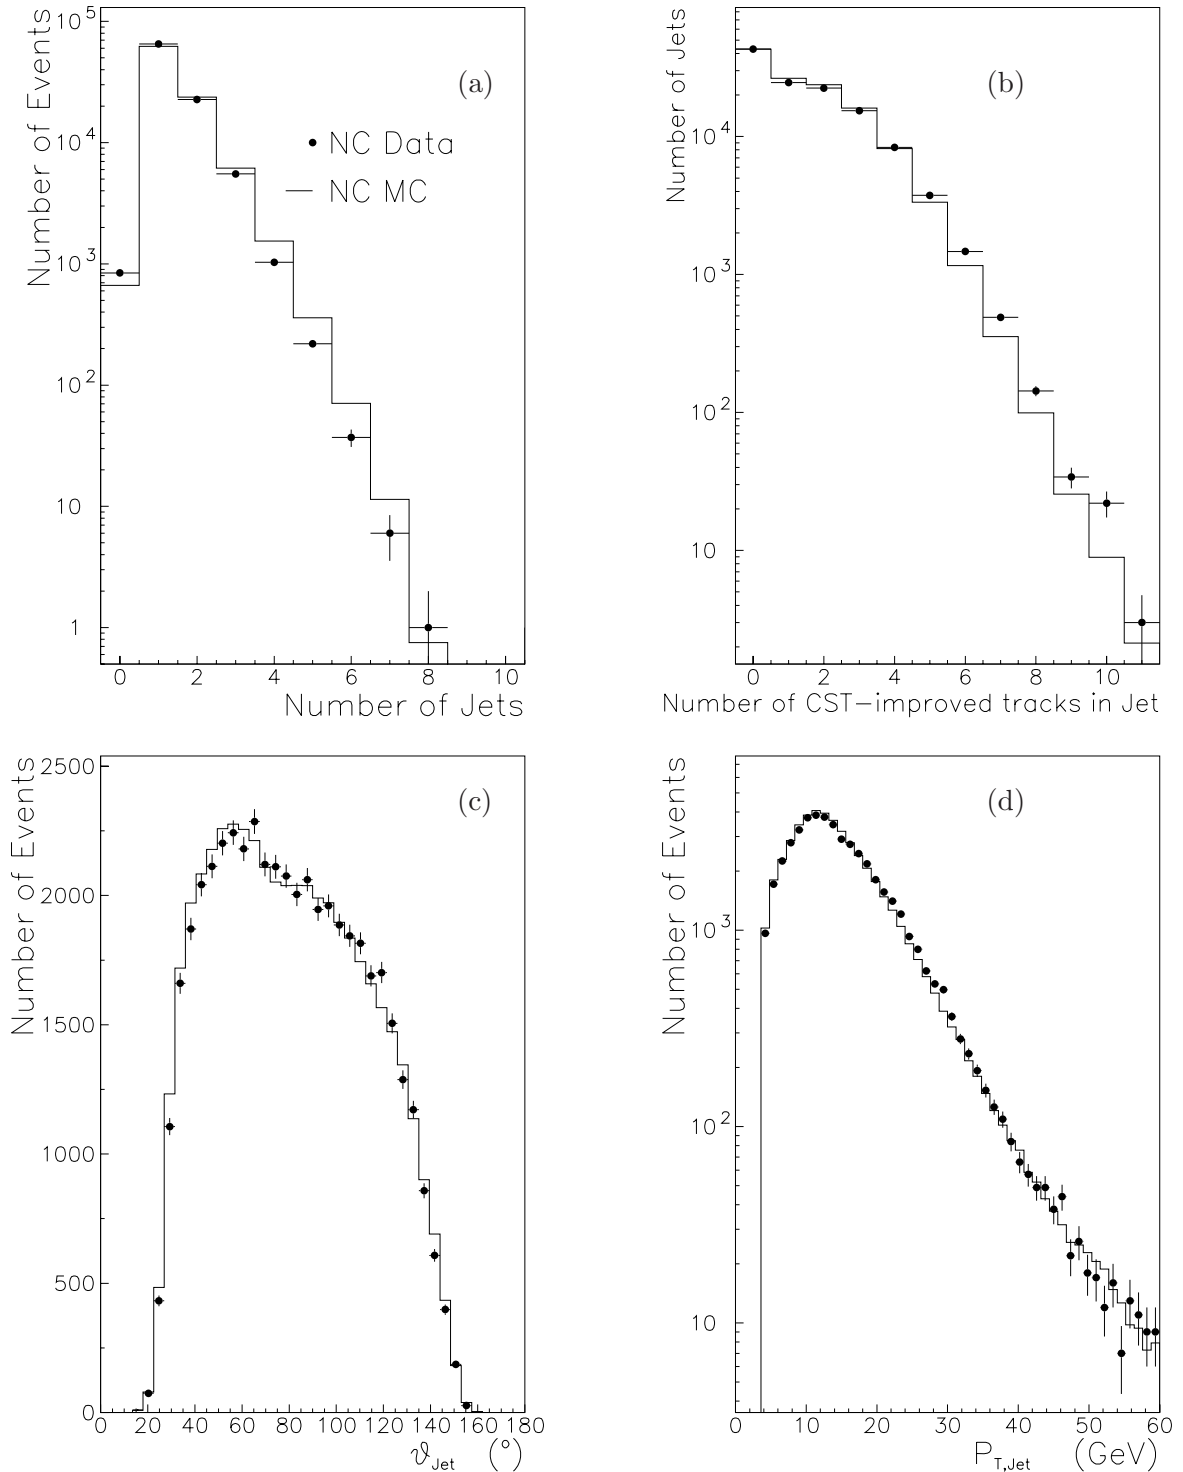 Number of Events
10^5
10^4
10^3
10^2
10
1
(a)
NC Data
NC MC
0 2 4 6 8 10
Number of Jets
Number of Jets
10^4
10^3
10^2
10
(b)
0 2 4 6 8 10
Number of CST-improved tracks in Jet
Number of Events
2500
2000
1500
1000
500
0
(c)
0 20 40 60 80 100 120 140 160 180
ϑ_Jet (°)
Number of Events
10^3
10^2
10
(d)
0 10 20 30 40 50 60
P_T,Jet (GeV)